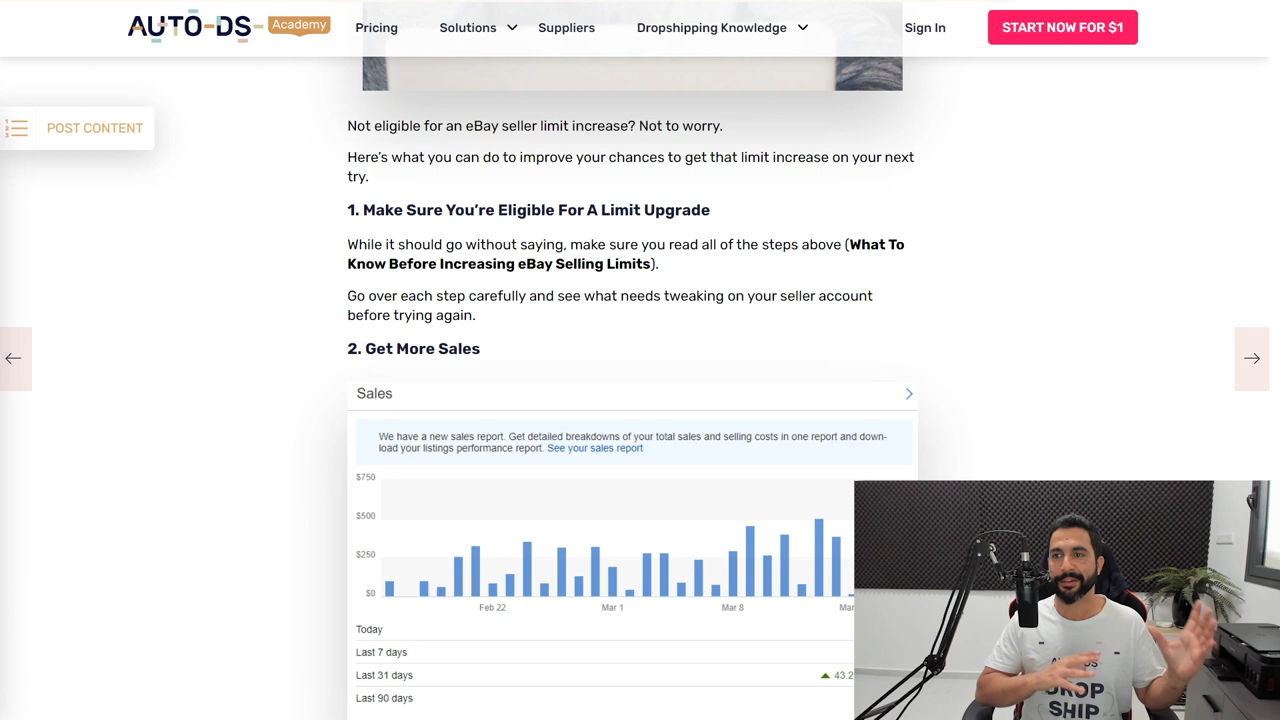 AUTO-DS- Academy
Pricing
Solutions
Suppliers
Dropshipping Knowledge
Sign In
START NOW FOR $1
POST CONTENT
Not eligible for an eBay seller limit increase? Not to worry.
Here's what you can do to improve your chances to get that limit increase on your next
try.
1. Make Sure You're Eligible For A Limit Upgrade
While it should go without saying, make sure you read all of the steps above (What To
Know Before Increasing eBay Selling Limits).
Go over each step carefully and see what needs tweaking on your seller account
before trying again.
2. Get More Sales
Sales
We have a new sales report. Get detailed breakdowns of your total sales and selling costs in one report and down-
load your listings performance report. See your sales report
$750
$500
$250
$0
Feb 22
Mar 1
Mar 8
Mar
Today
Last 7 days
Last 31 days
43.2
Last 90 days
DROP
SHIP